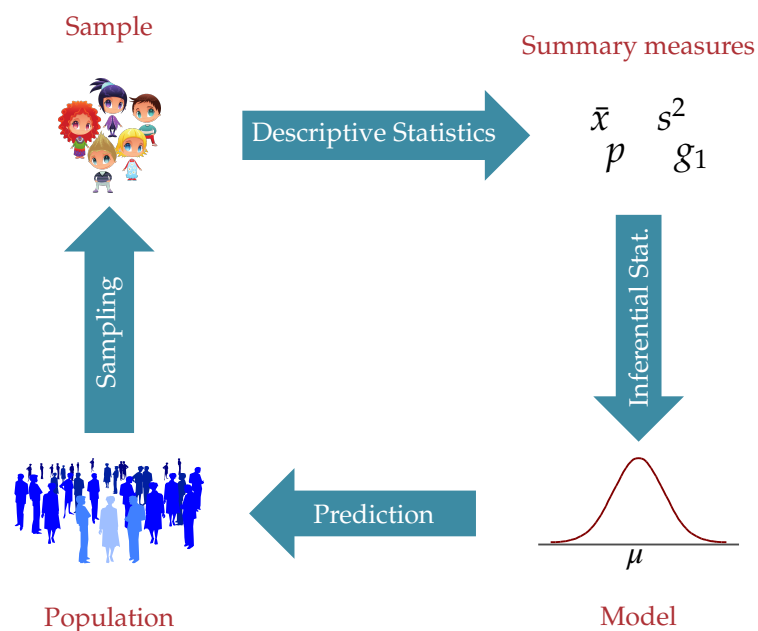 Sample
Summary measures
Descriptive Statistics
x̄ s²
p g₁
Sampling
Inferential Stat.
Prediction
μ
Population
Model